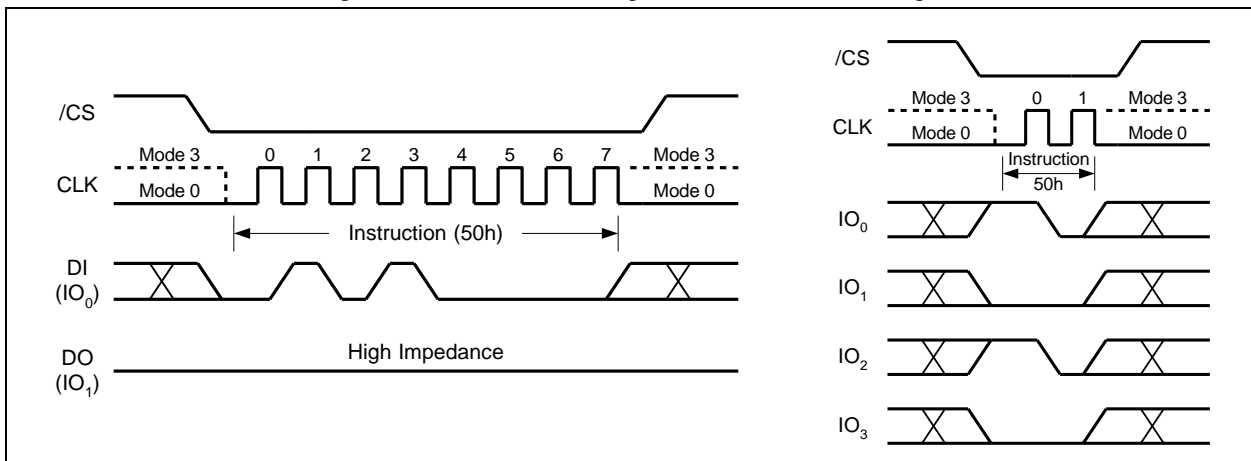 /CS
Mode 3
0 1 2 3 4 5 6 7
Mode 3
CLK
Mode 0
Mode 0
Instruction (50h)
DI
(IO0)
DO
(IO1)
High Impedance
/CS
Mode 3
0 1
Mode 3
CLK
Mode 0
Mode 0
Instruction
50h
IO0
IO1
IO2
IO3